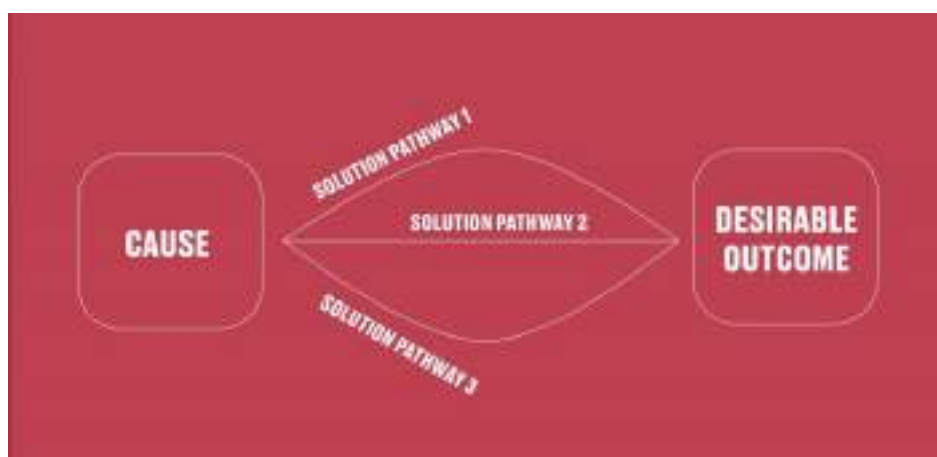 SOLUTION PATHWAY 1
CAUSE
SOLUTION PATHWAY 2
DESIRABLE
OUTCOME
SOLUTION PATHWAY 3